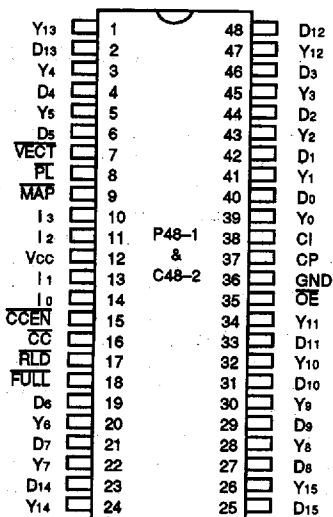 Y13 1 48 D12
D13 2 47 Y12
Y4 3 46 D3
D4 4 45 Y3
Y5 5 44 D2
D5 6 43 Y2
VECT 7 42 D1
PL 8 41 Y1
MAP 9 40 D0
I3 10 39 Y0
I2 11 P48–1 38 CI
VCC 12 & 37 CP
I1 13 C48–2 36 GND
I0 14 35 OE
CCEN 15 34 Y11
CC 16 33 D11
RLD 17 32 Y10
FULL 18 31 D10
D6 19 30 Y9
Y6 20 29 D9
D7 21 28 Y8
Y7 22 27 D8
D14 23 26 Y15
Y14 24 25 D15